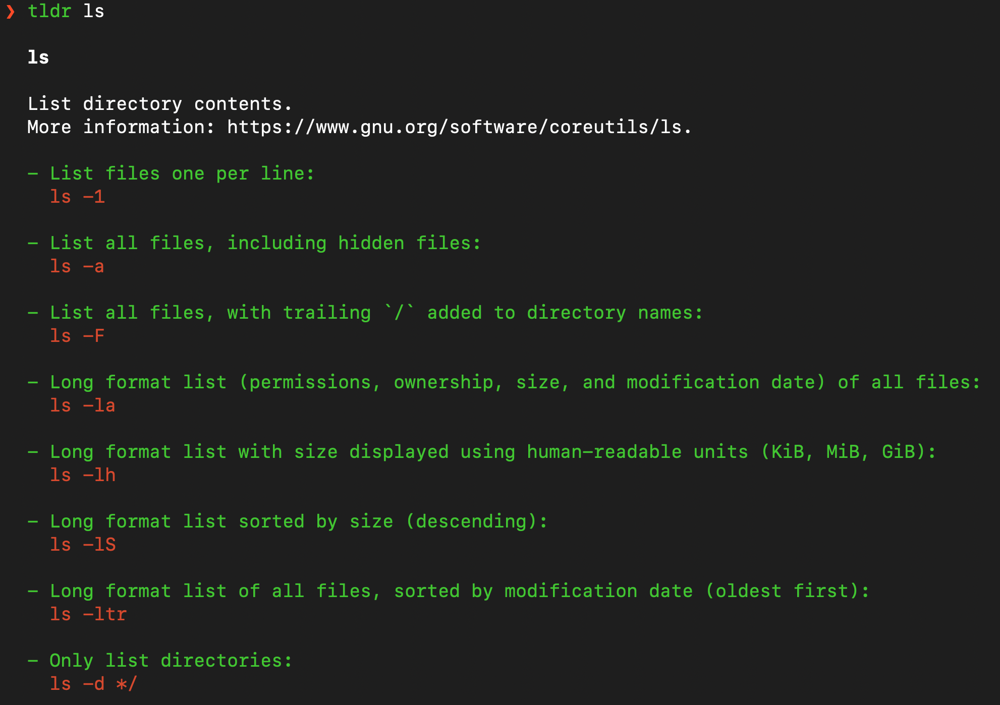 ❯ tldr ls
ls
List directory contents.
More information: https://www.gnu.org/software/coreutils/ls.
- List files one per line:
ls -1
- List all files, including hidden files:
ls -a
- List all files, with trailing `/` added to directory names:
ls -F
- Long format list (permissions, ownership, size, and modification date) of all files:
ls -la
- Long format list with size displayed using human-readable units (KiB, MiB, GiB):
ls -lh
- Long format list sorted by size (descending):
ls -lS
- Long format list of all files, sorted by modification date (oldest first):
ls -ltr
- Only list directories:
ls -d */